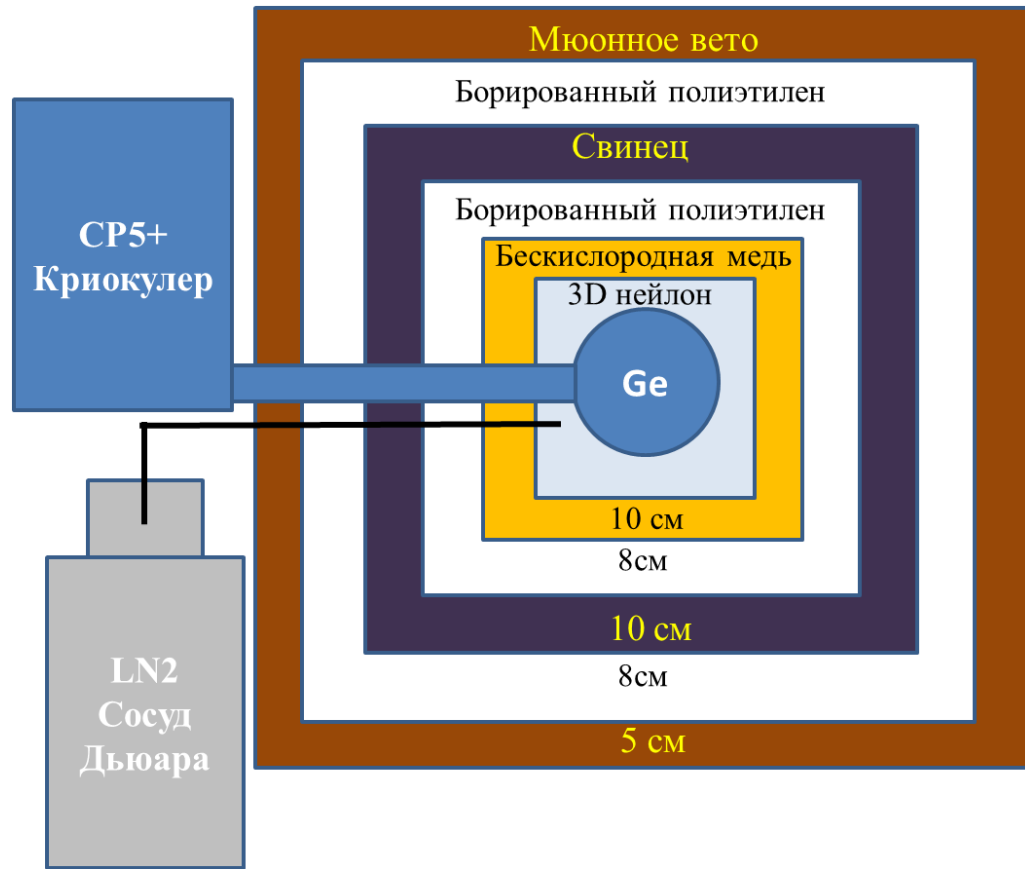 Мюонное вето
Борированный полиэтилен
Свинец
Борированный полиэтилен
Бескислородная медь
3D нейлон
Ge
10 см
8см
10 см
8см
5 см
CP5+
Криокулер
LN2
Сосуд
Дьюара